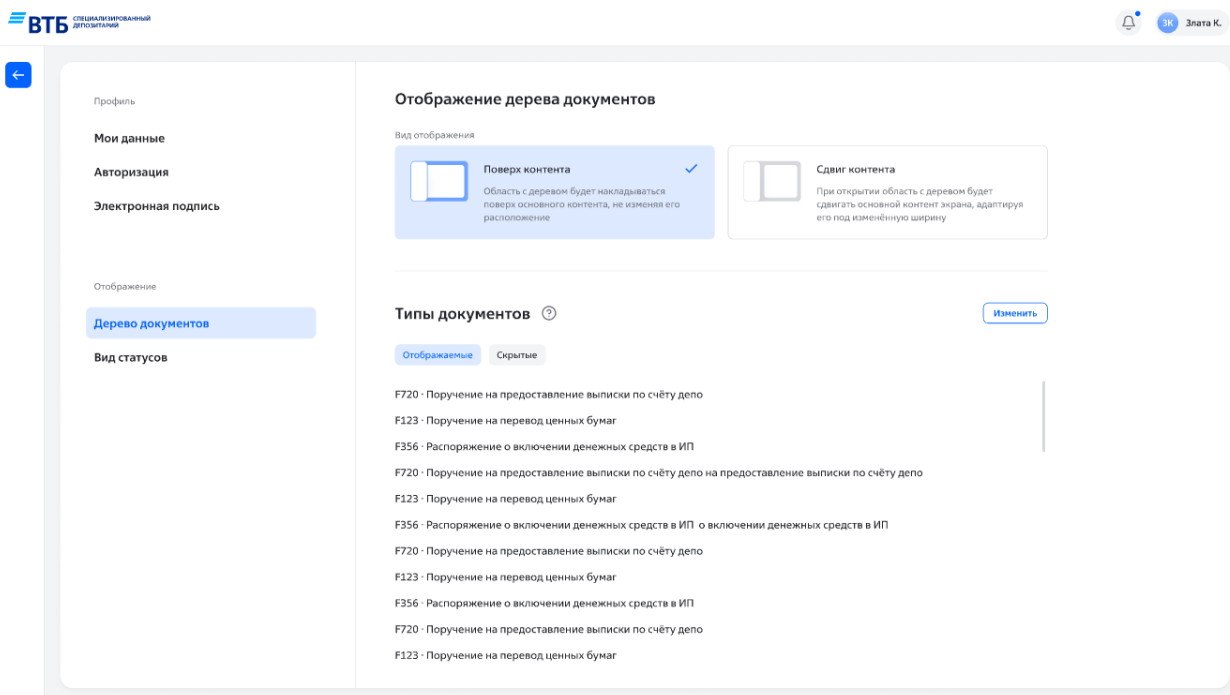 ВТБ СПЕЦИАЛИЗИРОВАННЫЙ
ДЕПОЗИТАРИЙ
ЗК Злата К.
Профиль
Мои данные
Авторизация
Электронная подпись
Отображение
Дерево документов
Вид статусов
Отображение дерева документов
Вид отображения
Поверх контента
Область с деревом будет накладываться
поверх основного контента, не изменяя его
расположение
Сдвиг контента
При открытии область с деревом будет
сдвигать основной контент экрана, адаптируя
его под изменённую ширину
Типы документов ?
Изменить
Отображаемые Скрытые
F720 · Поручение на предоставление выписки по счёту депо
F123 · Поручение на перевод ценных бумаг
F356 · Распоряжение о включении денежных средств в ИП
F720 · Поручение на предоставление выписки по счёту депо на предоставление выписки по счёту депо
F123 · Поручение на перевод ценных бумаг
F356 · Распоряжение о включении денежных средств в ИП о включении денежных средств в ИП
F720 · Поручение на предоставление выписки по счёту депо
F123 · Поручение на перевод ценных бумаг
F356 · Распоряжение о включении денежных средств в ИП
F720 · Поручение на предоставление выписки по счёту депо
F123 · Поручение на перевод ценных бумаг